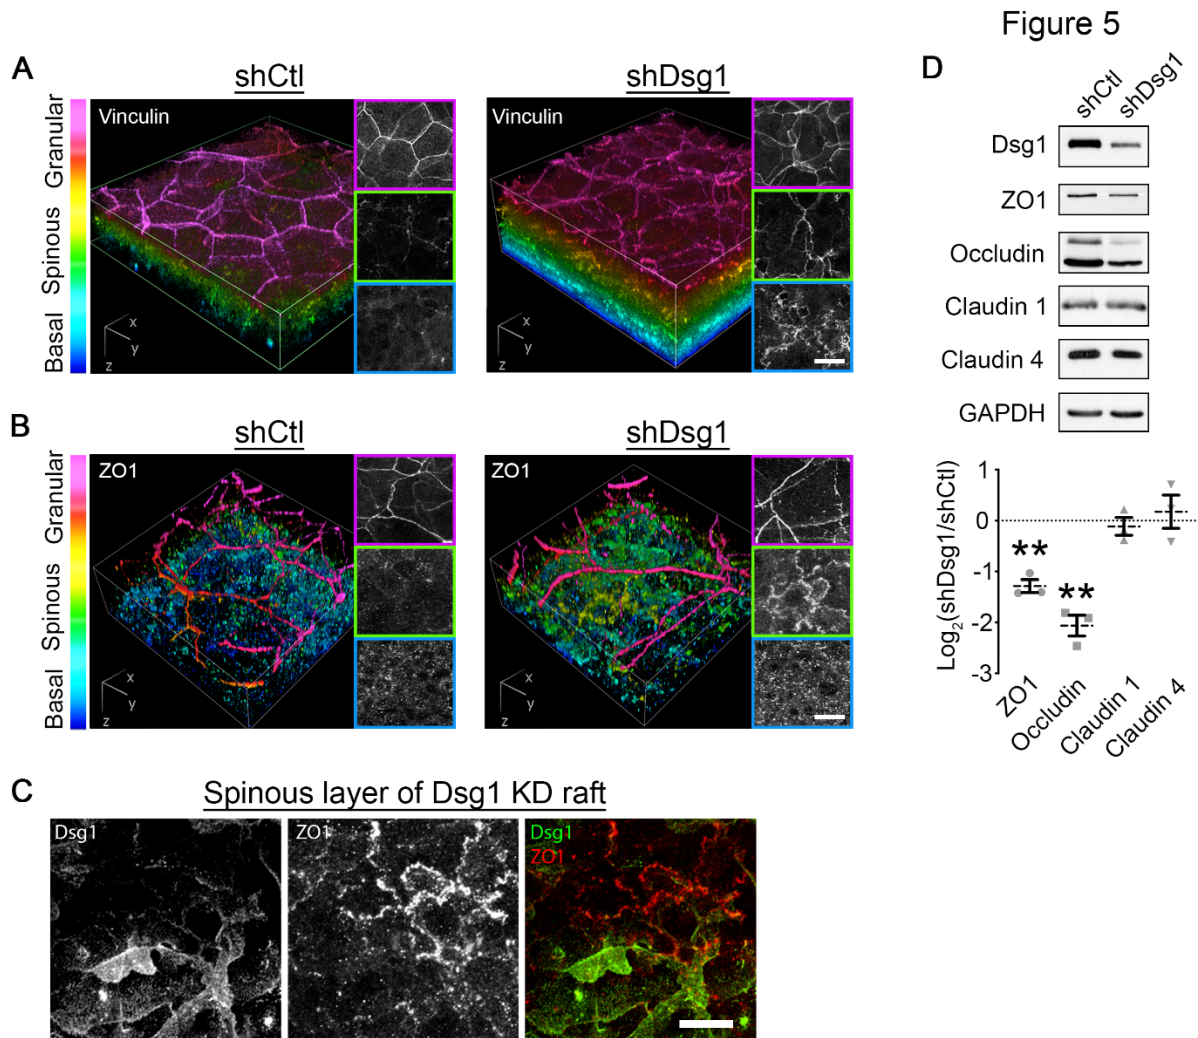 Figure 5
A
shCtl
shDsg1
Granular
Spinous
Basal
Vinculin
x
y
z
x
y
z
B
shCtl
shDsg1
Granular
Spinous
Basal
ZO1
ZO1
x
y
z
x
y
z
C
Spinous layer of Dsg1 KD raft
Dsg1
ZO1
Dsg1
ZO1
D
shCtl
shDsg1
Dsg1
ZO1
Occludin
Claudin 1
Claudin 4
GAPDH
Log2(shDsg1/shCtl)
1
0
-1
-2
-3
**
**
ZO1
Occludin
Claudin 1
Claudin 4